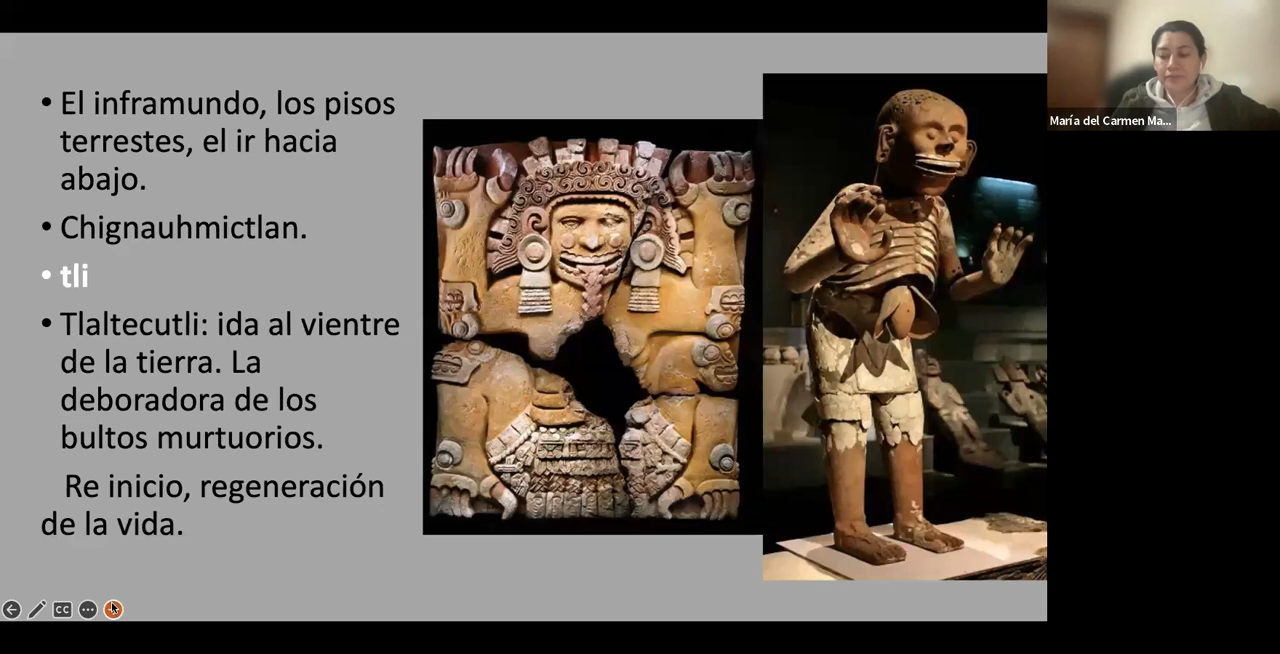 • El inframundo, los pisos
terrestes, el ir hacia
abajo.
• Chignauhmictlan.
• tli
• Tlaltecutli: ida al vientre
de la tierra. La
deboradora de los
bultos murtuorios.
Re inicio, regeneración
de la vida.
María del Carmen Ma...
CC